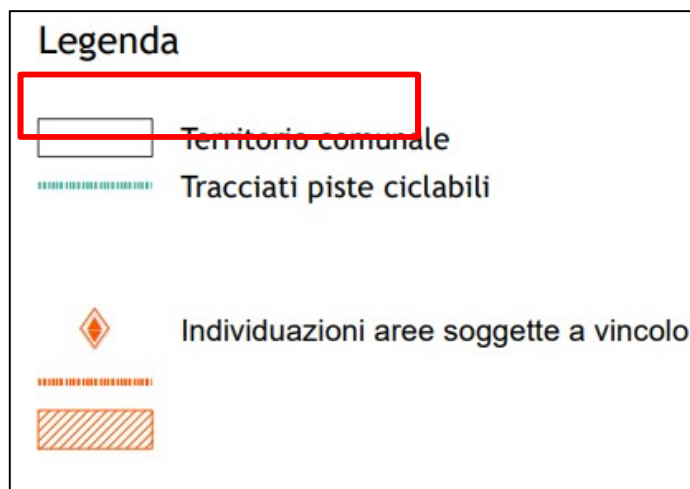 Legenda
Territorio comunale
Tracciati piste ciclabili
Individuazioni aree soggette a vincolo